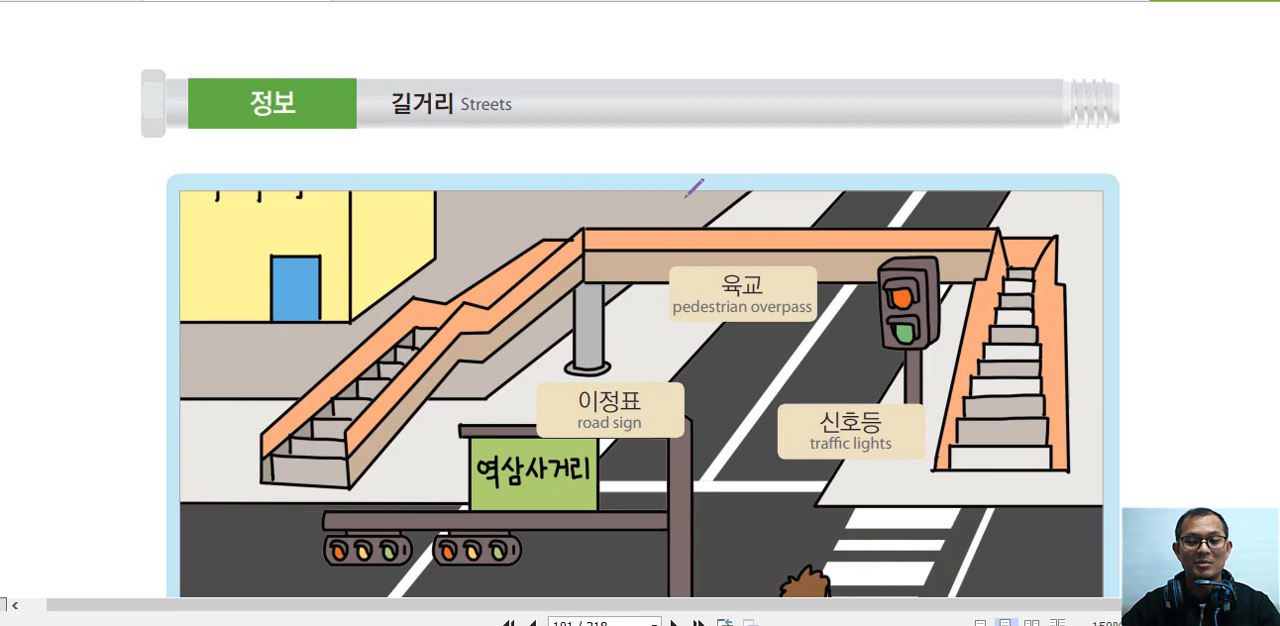 정보
길거리 Streets
육교
pedestrian overpass
이정표
road sign
신호등
traffic lights
역삼사거리